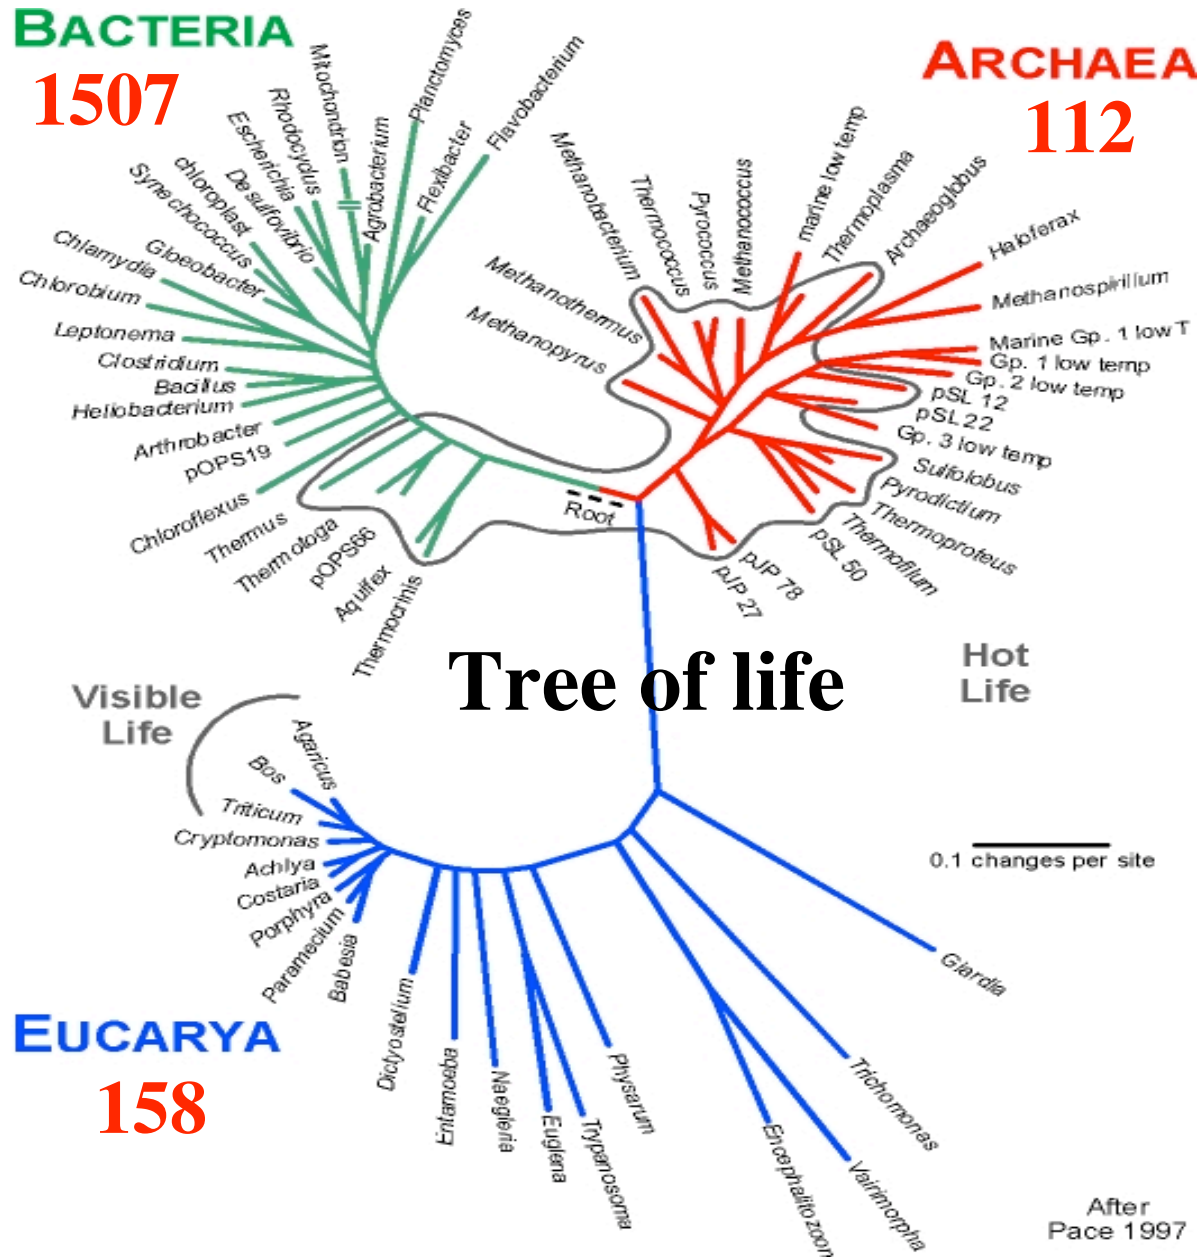 BACTERIA
1507
ARCHAEA
112
Mitochondrion
Planctomyces
Rhodocyclus
Escherichia
Desulfovibrio
chloroplast
Synechococcus
Agrobacterium
Flexibacter
Flavobacterium
Chlamydia
Gloeobacter
Chlorobium
Leptonema
Clostridium
Bacillus
Heliobacterium
Arthrobacter
pOPS19
Chloroflexus
Thermus
Thermotoga
pOPS66
Aquifex
Thermocrinis
Methanobacterium
Thermococcus
Pyrococcus
Methanococcus
marine low temp
Thermoplasma
Archaeoglobus
Methanothermus
Methanopyrus
Haloferax
Methanospirillum
Marine Gp. 1 low T
Gp. 1 low temp
Gp. 2 low temp
pSL 12
pSL 22
Gp. 3 low temp
Sulfolobus
Pyrodictium
Thermoproteus
Thermofilum
pSL 50
pJP 78
pJP 27
Root
Tree of life
Hot
Life
Visible
Life
Agaricus
Bos
Triticum
Cryptomonas
Achlya
Costaria
Porphyra
Paramecium
Babesia
0.1 changes per site
Dictyostelium
Entamoeba
Naegleria
Euglena
Trypanosoma
Physarum
Encephalitozoon
Vairimorpha
Trichomonas
Giardia
EUCARYA
158
After
Pace 1997